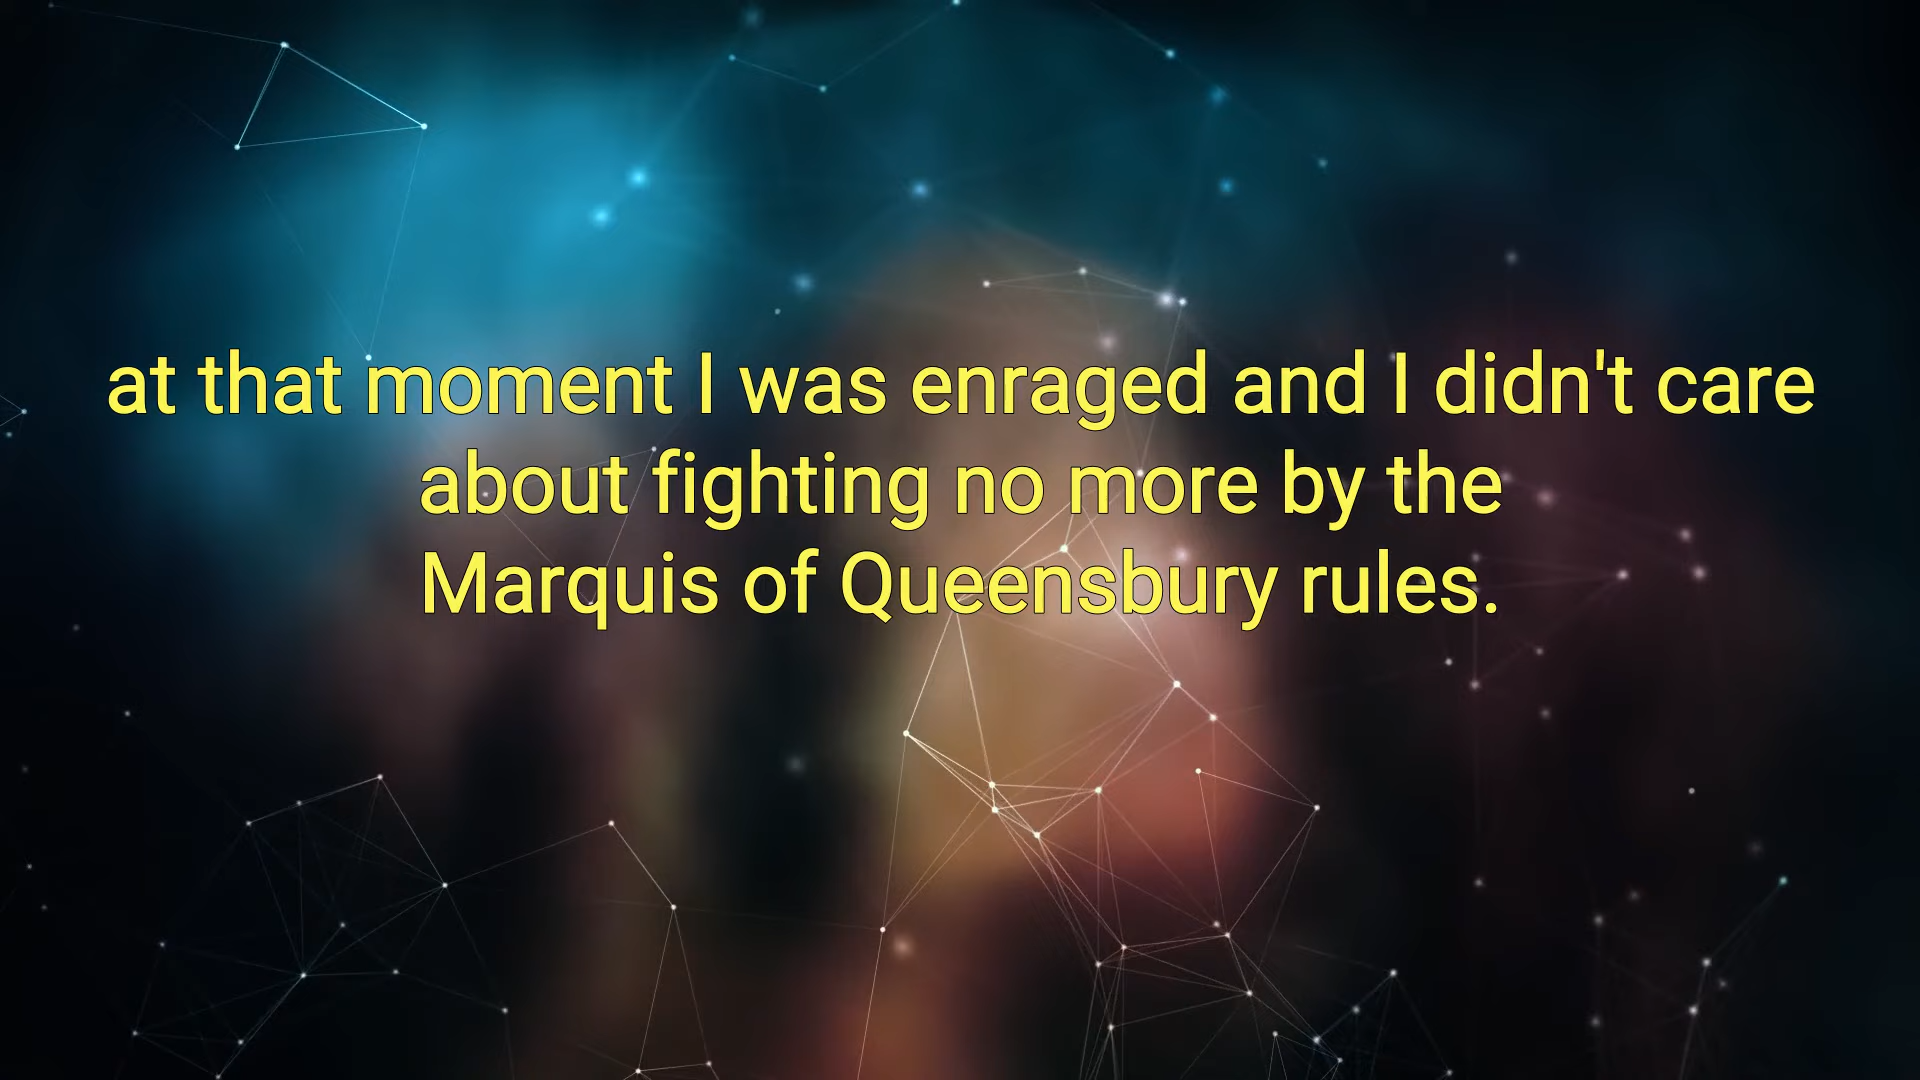 at that moment I was enraged and I didn't care
about fighting no more by the
Marquis of Queensbury rules.